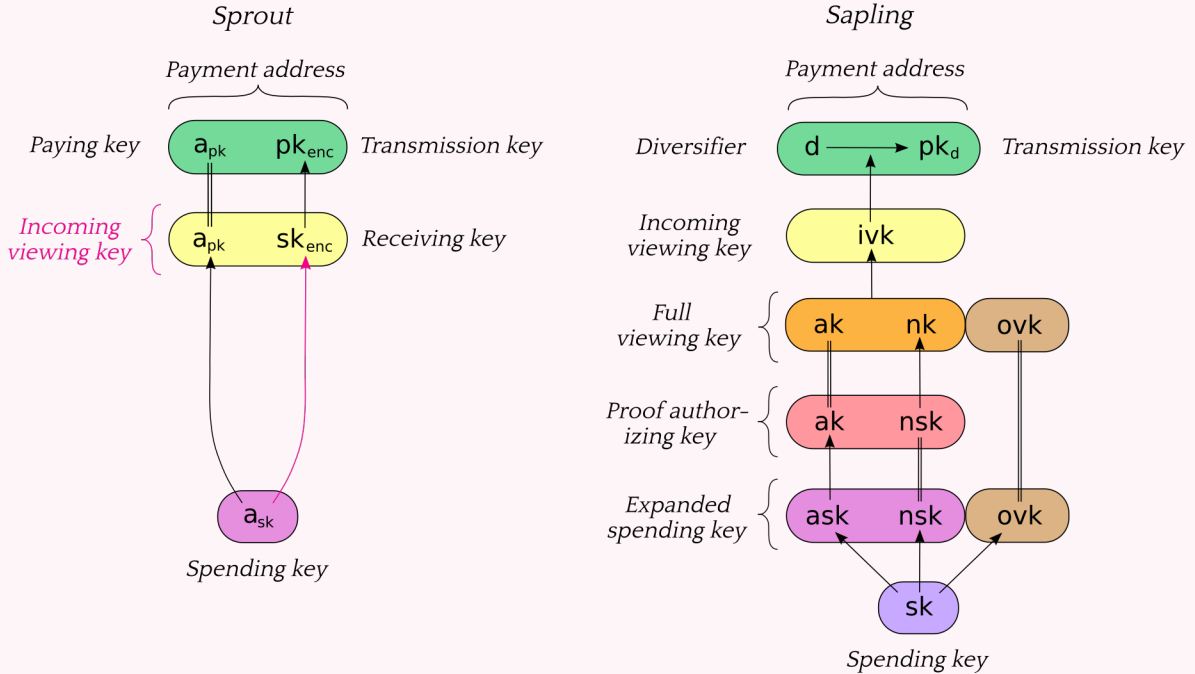 Sprout
Payment address
Paying key
a_pk
pk_enc
Transmission key
Incoming
viewing key
a_pk
sk_enc
Receiving key
a_sk
Spending key
Sapling
Payment address
Diversifier
d
pk_d
Transmission key
Incoming
viewing key
ivk
Full
viewing key
ak
nk
ovk
Proof author-
izing key
ak
nsk
Expanded
spending key
ask
nsk
ovk
sk
Spending key